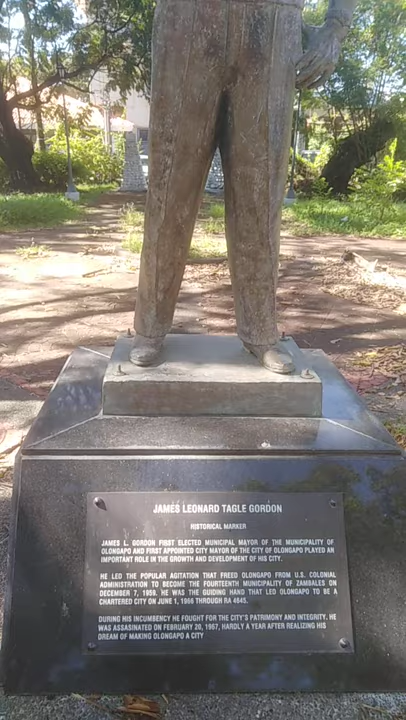 JAMES LEONARD TAGLE GORDON
HISTORICAL MARKER
JAMES L. GORDON FIRST ELECTED MUNICIPAL MAYOR OF THE MUNICIPALITY OF
OLONGAPO AND FIRST APPOINTED CITY MAYOR OF THE CITY OF OLONGAPO PLAYED AN
IMPORTANT ROLE IN THE GROWTH AND DEVELOPMENT OF HIS CITY.
HE LED THE POPULAR AGITATION THAT FREED OLONGAPO FROM U.S. COLONIAL
ADMINISTRATION TO BECOME THE FOURTEENTH MUNICIPALITY OF ZAMBALES ON
DECEMBER 7, 1959. HE WAS THE GUIDING HAND THAT LED OLONGAPO TO BE A
CHARTERED CITY ON JUNE 1, 1966 THROUGH RA 4645.
DURING HIS INCUMBENCY HE FOUGHT FOR THE CITY'S PATRIMONY AND INTEGRITY. HE
WAS ASSASINATED ON FEBRUARY 20, 1967, HARDLY A YEAR AFTER REALIZING HIS
DREAM OF MAKING OLONGAPO A CITY